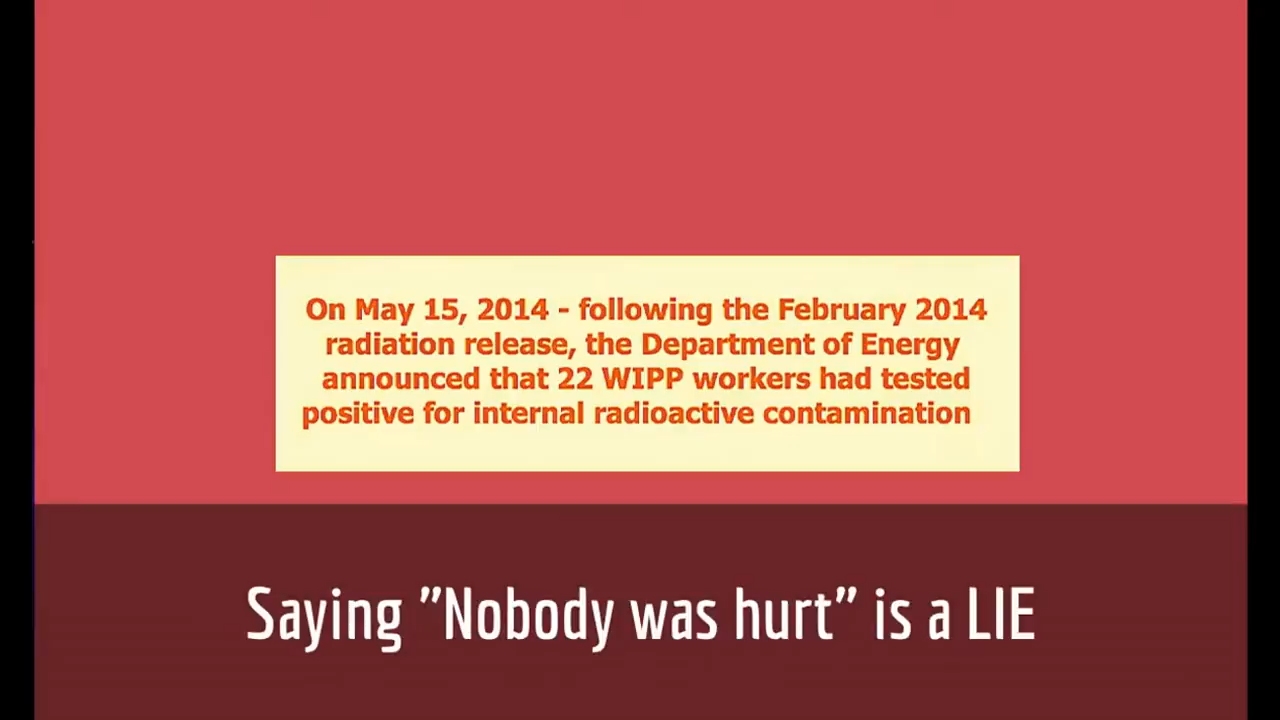 On May 15, 2014 - following the February 2014
radiation release, the Department of Energy
announced that 22 WIPP workers had tested
positive for internal radioactive contamination
Saying "Nobody was hurt" is a LIE